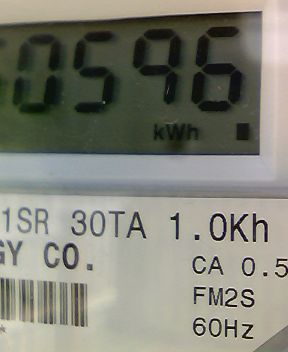 0596
kWh
1SR 30TA 1.0Kh
GY CO.
CA 0.5
FM2S
60Hz